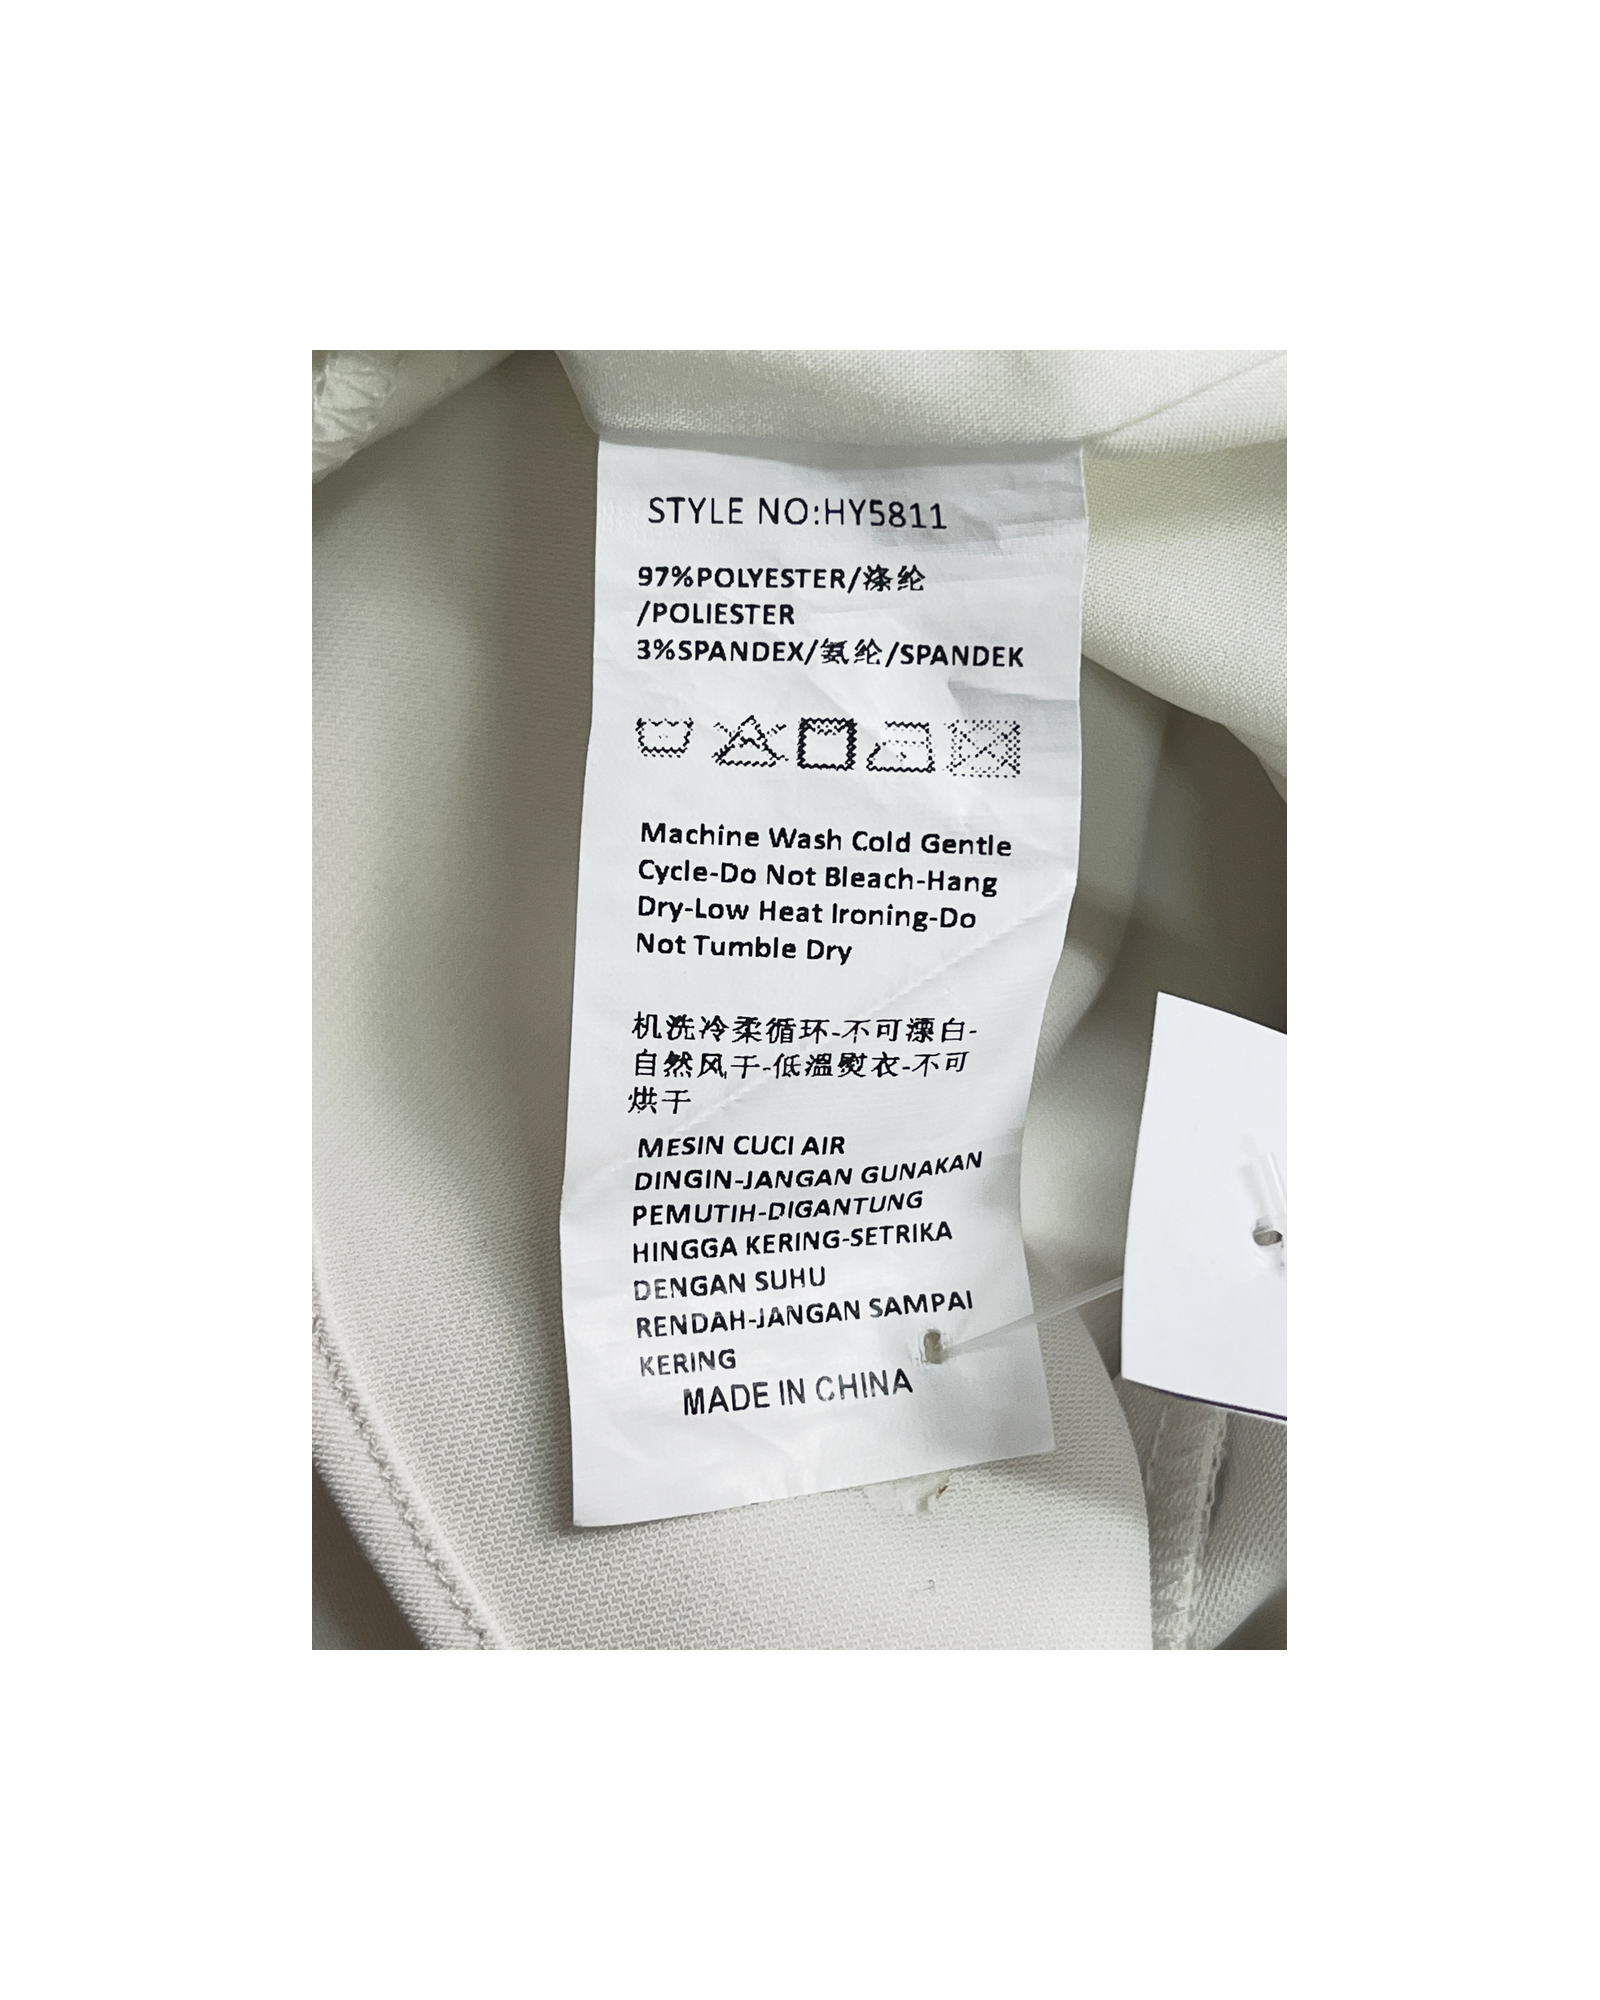 STYLE NO:HY5811
97%POLYESTER/涤纶
/POLIESTER
3%SPANDEX/氨纶/SPANDEK
Machine Wash Cold Gentle
Cycle-Do Not Bleach-Hang
Dry-Low Heat Ironing-Do
Not Tumble Dry
机洗冷柔循环-不可漂白-
自然风干-低溫熨衣-不可
烘干
MESIN CUCI AIR
DINGIN-JANGAN GUNAKAN
PEMUTIH-DIGANTUNG
HINGGA KERING-SETRIKA
DENGAN SUHU
RENDAH-JANGAN SAMPAI
KERING
MADE IN CHINA